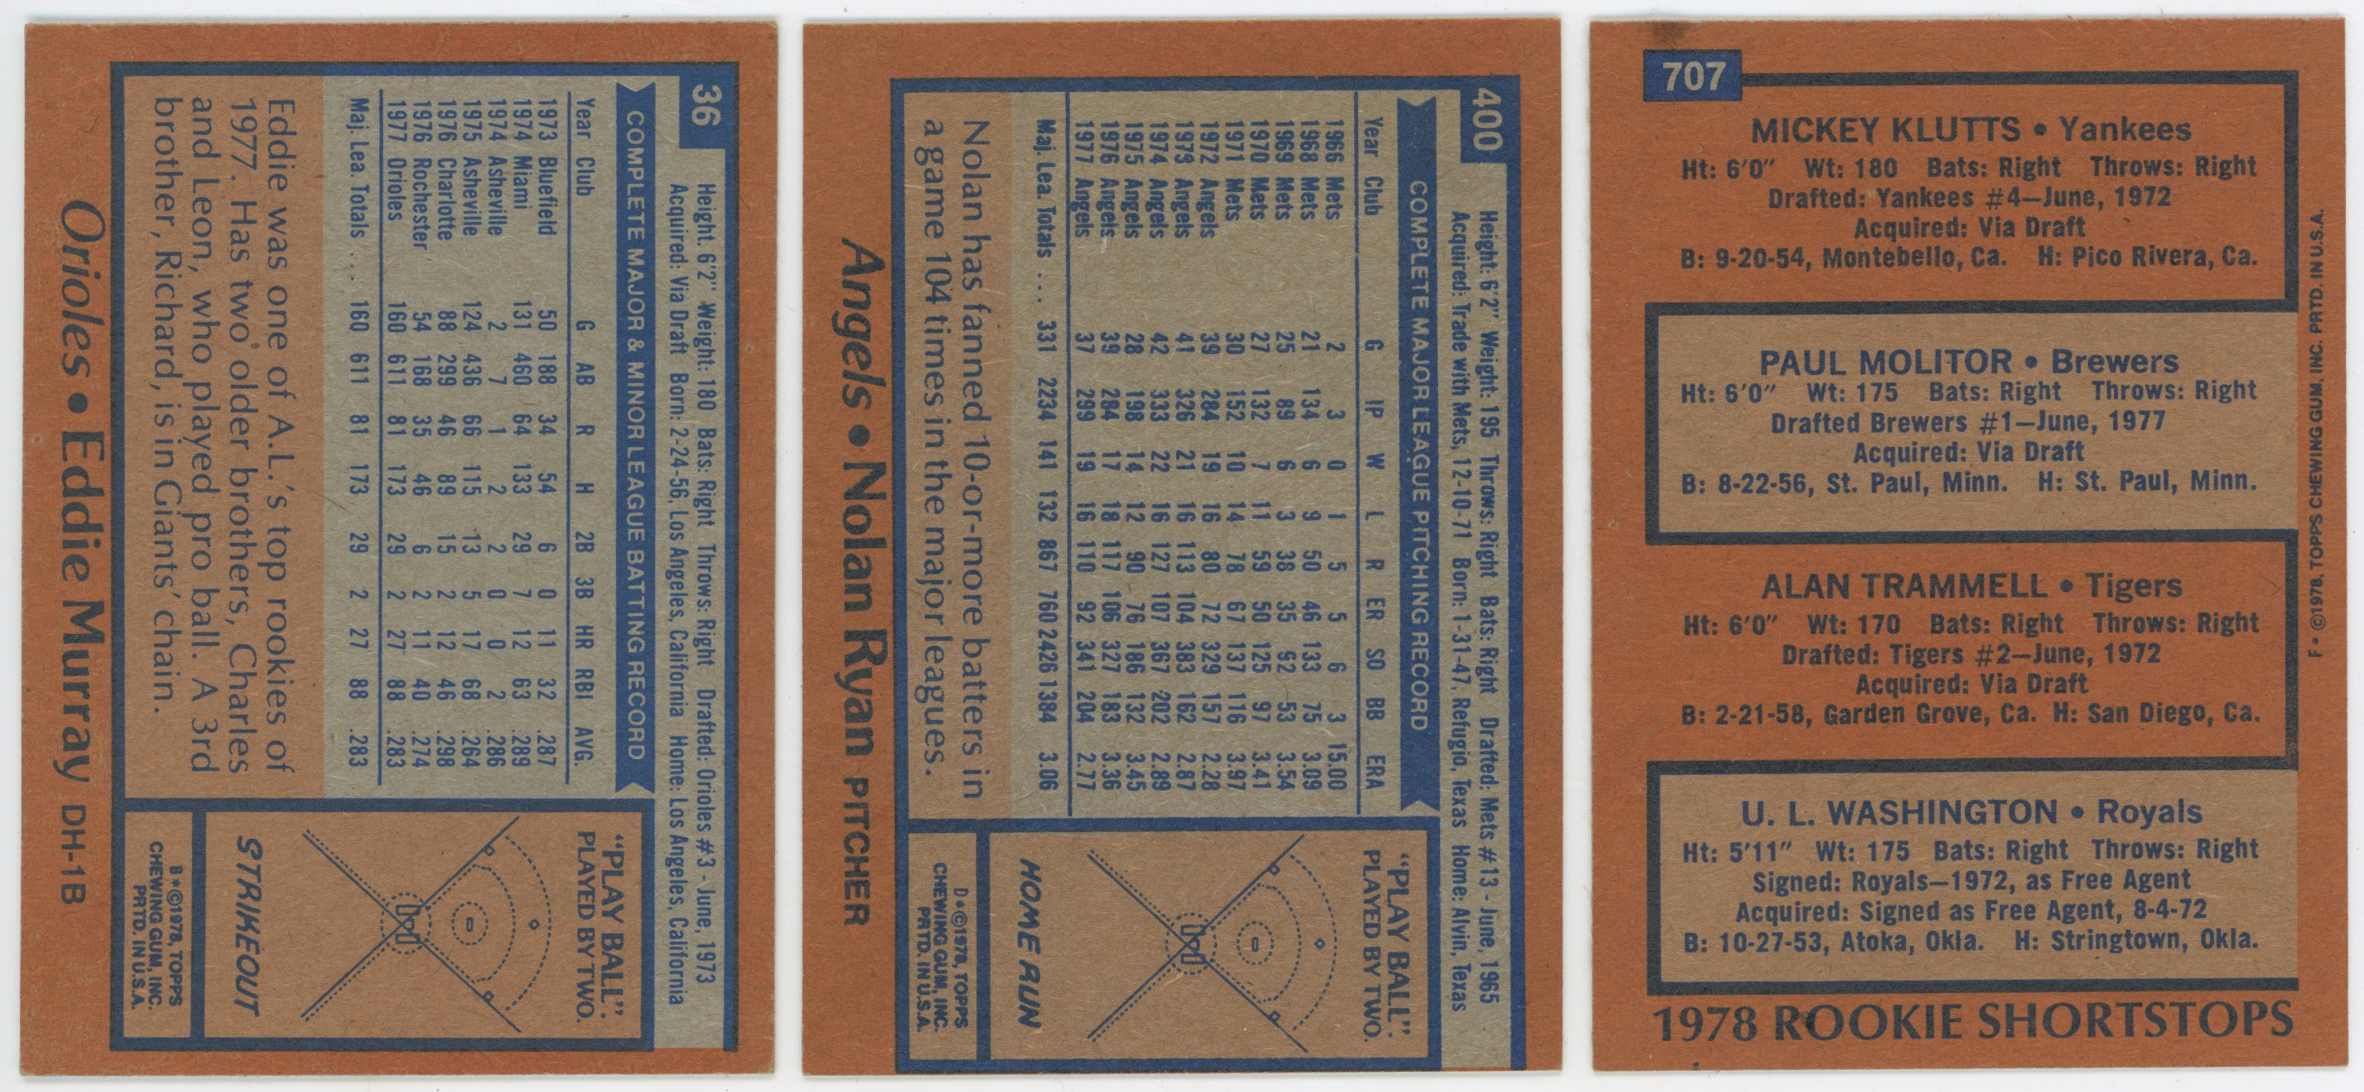 36
Height. 6'2" Weight: 180 Bats: Right Throws: Right Drafted: Orioles #3 - June, 1973
Acquired: Via Draft Born: 2-24-56, Los Angeles, California Home: Los Angeles, California
COMPLETE MAJOR & MINOR LEAGUE BATTING RECORD
Year Club G AB R H 2B 3B HR RBI AVG.
1973 Bluefield 50 188 34 54 6 0 11 32 .287
1974 Miami 131 460 64 133 29 7 12 63 .289
1974 Asheville 2 7 1 2 2 0 0 2 .286
1975 Asheville 124 436 66 115 13 5 17 68 .264
1976 Charlotte 88 299 46 89 15 2 12 46 .298
1976 Rochester 54 168 35 46 6 2 11 40 .274
1977 Orioles 160 611 81 173 29 2 27 88 .283
Maj. Lea. Totals . . . 160 611 81 173 29 2 27 88 .283
Eddie was one of A.L.'s top rookies of
1977. Has two older brothers, Charles
and Leon, who played pro ball. A 3rd
brother, Richard, is in Giants' chain.
"PLAY BALL":
PLAYED BY TWO.
STRIKEOUT
B*©1978, TOPPS
CHEWING GUM, INC.
PRTD. IN U.S.A.
Orioles • Eddie Murray DH-1B
400
Height: 6'2" Weight: 195 Throws: Right Bats: Right Drafted: Mets #13 - June, 1965
Acquired: Trade with Mets, 12-10-71 Born: 1-31-47, Refugio, Texas Home: Alvin, Texas
COMPLETE MAJOR LEAGUE PITCHING RECORD
Year Club G IP W L R ER SO BB ERA
1966 Mets 2 3 0 1 5 5 6 3 15.00
1968 Mets 21 134 6 9 50 46 133 75 3.09
1969 Mets 25 89 6 3 38 35 92 53 3.54
1970 Mets 27 132 7 11 59 50 125 97 3.41
1971 Mets 30 152 10 14 78 67 137 116 3.97
1972 Angels 39 284 19 16 80 72 329 157 2.28
1973 Angels 41 326 21 16 113 104 383 162 2.87
1974 Angels 42 333 22 16 127 107 367 202 2.89
1975 Angels 28 198 14 12 90 76 186 132 3.45
1976 Angels 39 284 17 18 117 106 327 183 3.36
1977 Angels 37 299 19 16 110 92 341 204 2.77
Maj. Lea. Totals . . . 331 2234 141 132 867 760 2426 1384 3.06
Nolan has fanned 10-or-more batters in
a game 104 times in the major leagues.
"PLAY BALL":
PLAYED BY TWO.
HOME RUN
D*©1978, TOPPS
CHEWING GUM, INC.
PRTD. IN U.S.A.
Angels • Nolan Ryan PITCHER
707
MICKEY KLUTTS • Yankees
Ht: 6'0" Wt: 180 Bats: Right Throws: Right
Drafted: Yankees #4—June, 1972
Acquired: Via Draft
B: 9-20-54, Montebello, Ca. H: Pico Rivera, Ca.
PAUL MOLITOR • Brewers
Ht: 6'0" Wt: 175 Bats: Right Throws: Right
Drafted Brewers #1—June, 1977
Acquired: Via Draft
B: 8-22-56, St. Paul, Minn. H: St. Paul, Minn.
ALAN TRAMMELL • Tigers
Ht: 6'0" Wt: 170 Bats: Right Throws: Right
Drafted: Tigers #2—June, 1972
Acquired: Via Draft
B: 2-21-58, Garden Grove, Ca. H: San Diego, Ca.
U. L. WASHINGTON • Royals
Ht: 5'11" Wt: 175 Bats: Right Throws: Right
Signed: Royals—1972, as Free Agent
Acquired: Signed as Free Agent, 8-4-72
B: 10-27-53, Atoka, Okla. H: Stringtown, Okla.
1978 ROOKIE SHORTSTOPS
F*©1978, TOPPS CHEWING GUM, INC. PRTD. IN U.S.A.